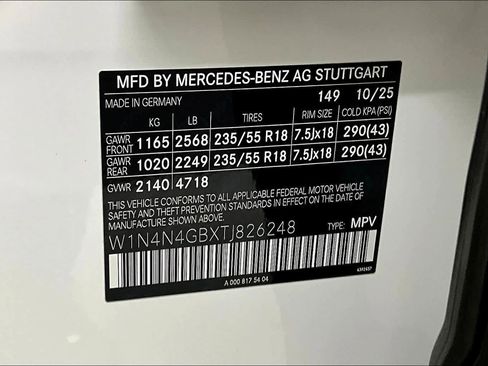 MFD BY MERCEDES-BENZ AG STUTTGART
MADE IN GERMANY 149 10/25
KG LB TIRES RIM SIZE COLD KPA(PSI)
GAWR FRONT 1165 2568 235/55 R18 7.5Jx18 290(43)
GAWR REAR 1020 2249 235/55 R18 7.5Jx18 290(43)
GVWR 2140 4718
THIS VEHICLE CONFORMS TO ALL APPLICABLE FEDERAL MOTOR VEHICLE
SAFETY AND THEFT PREVENTION STANDARDS IN EFFECT ON THE DATE OF
MANUFACTURE SHOWN ABOVE.
W1N4N4GBXTJ826248 TYPE: MPV
A 000 817 54 04